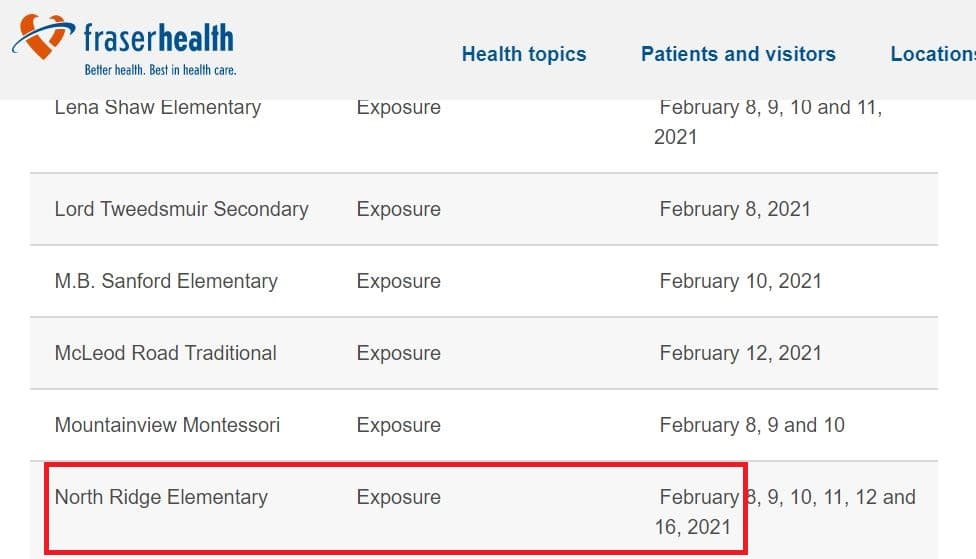 fraserhealth
Better health. Best in health care.
Health topics Patients and visitors Locations
Lena Shaw Elementary Exposure February 8, 9, 10 and 11,
2021
Lord Tweedsmuir Secondary Exposure February 8, 2021
M.B. Sanford Elementary Exposure February 10, 2021
McLeod Road Traditional Exposure February 12, 2021
Mountainview Montessori Exposure February 8, 9 and 10
North Ridge Elementary Exposure February 8, 9, 10, 11, 12 and
16, 2021